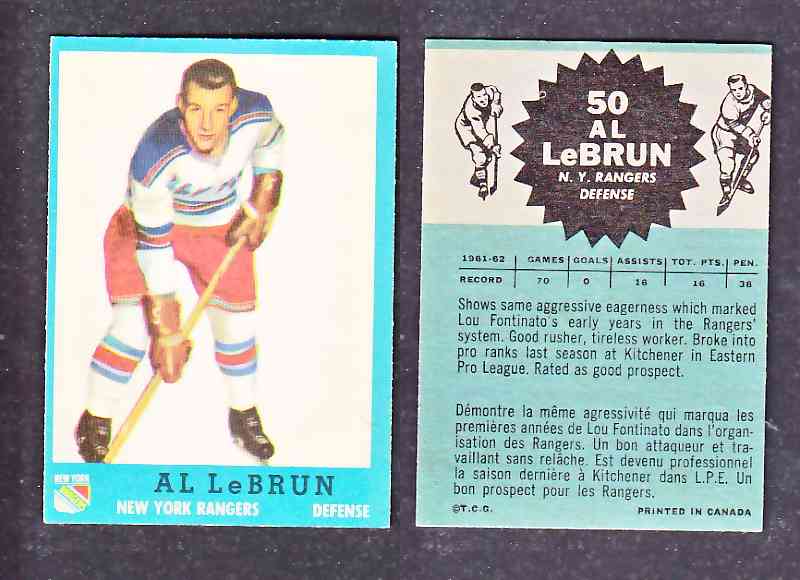 NEW YORK
RANGERS
AL LeBRUN
NEW YORK RANGERS DEFENSE
50
AL
LeBRUN
N. Y. RANGERS
DEFENSE
1961-62 GAMES GOALS ASSISTS TOT. PTS. PEN.
RECORD 70 0 16 16 38
Shows same aggressive eagerness which marked
Lou Fontinato's early years in the Rangers'
system. Good rusher, tireless worker. Broke into
pro ranks last season at Kitchener in Eastern
Pro League. Rated as good prospect.
Démontre la même agressivité qui marqua les
premières années de Lou Fontinato dans l'organ-
isation des Rangers. Un bon attaqueur et tra-
vaillant sans relâche. Est devenu professionnel
la saison dernière à Kitchener dans L.P.E. Un
bon prospect pour les Rangers.
©T.C.G. PRINTED IN CANADA